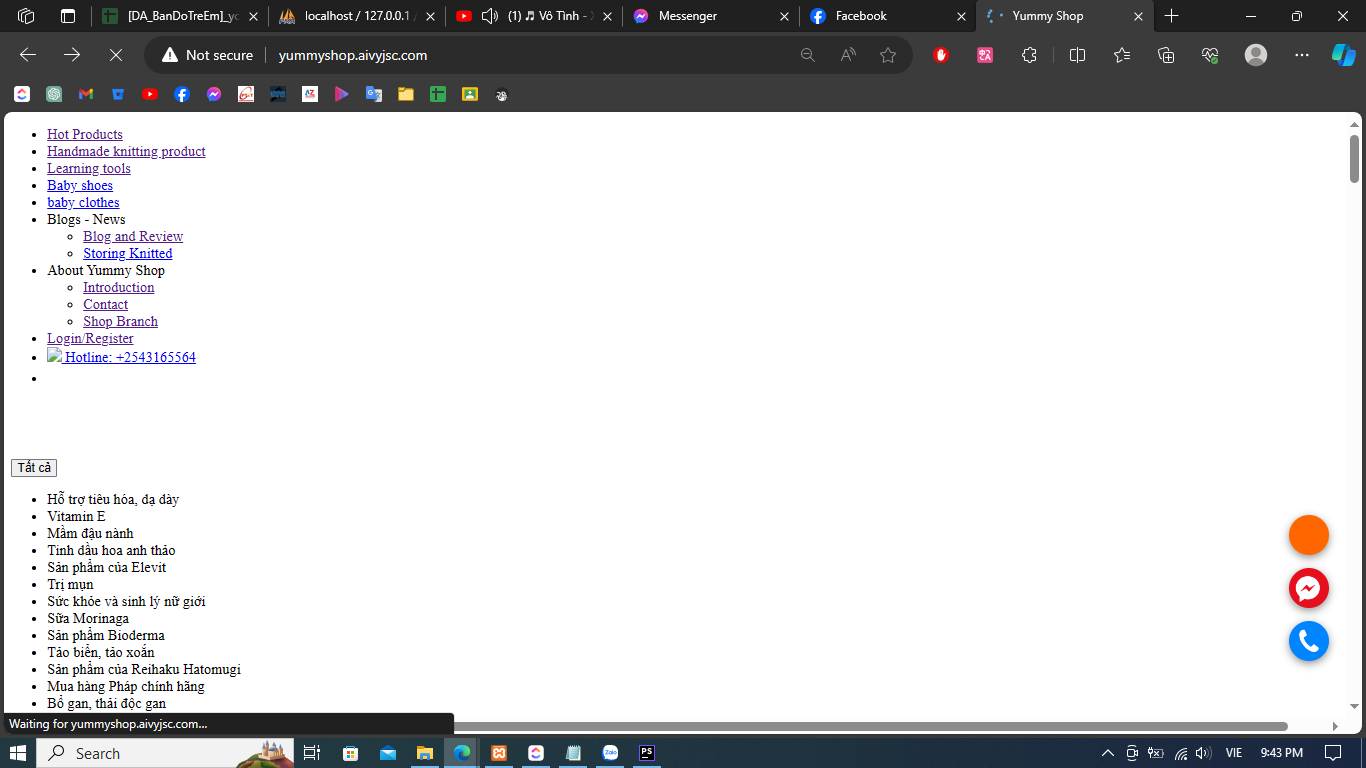 [DA_BanDoTreEm]_yc
localhost / 127.0.0.1 /
(1) ♫ Vô Tình - X
Messenger
Facebook
Yummy Shop
Not secure
yummyshop.aivyjsc.com
Hot Products
Handmade knitting product
Learning tools
Baby shoes
baby clothes
Blogs - News
Blog and Review
Storing Knitted
About Yummy Shop
Introduction
Contact
Shop Branch
Login/Register
Hotline: +2543165564
Tất cả
Hỗ trợ tiêu hóa, dạ dày
Vitamin E
Mầm đậu nành
Tinh dầu hoa anh thảo
Sản phẩm của Elevit
Trị mụn
Sức khỏe và sinh lý nữ giới
Sữa Morinaga
Sản phẩm Bioderma
Tảo biển, tảo xoắn
Sản phẩm của Reihaku Hatomugi
Mua hàng Pháp chính hãng
Bổ gan, thải độc gan
Waiting for yummyshop.aivyjsc.com...
Search
Zalo
PS
VIE
9:43 PM